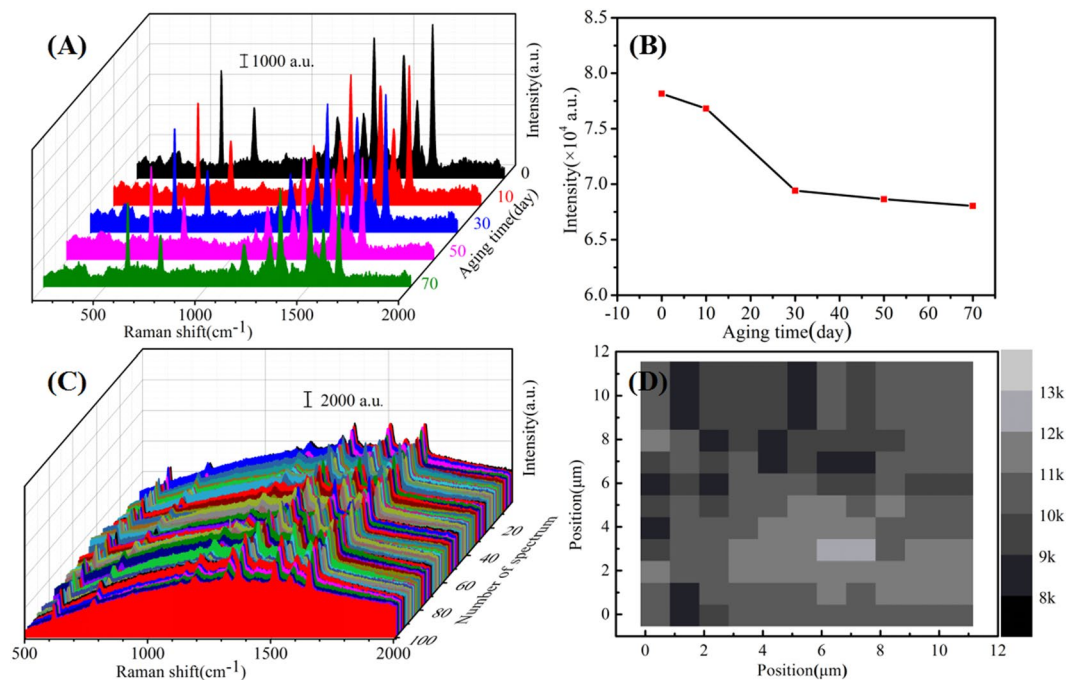 (A)
1000 a.u.
Intensity(a.u.)
0
10
30
50
70
Aging time(day)
500 1000 1500 2000
Raman shift(cm-1)
(B)
8.5
8.0
7.5
7.0
6.5
6.0
Intensity(×10⁴ a.u.)
-10 0 10 20 30 40 50 60 70
Aging time(day)
(C)
2000 a.u.
Intensity(a.u.)
20
40
60
80
100
Number of spectrum
500 1000 1500 2000
Raman shift(cm-1)
(D)
12
10
8
6
4
2
0
Position(μm)
0 2 4 6 8 10 12
Position(μm)
13k
12k
11k
10k
9k
8k